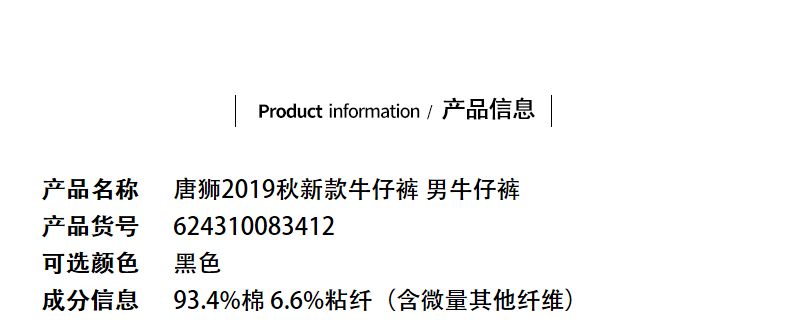 Product information / 产品信息
产品名称 唐狮2019秋新款牛仔裤 男牛仔裤
产品货号 624310083412
可选颜色 黑色
成分信息 93.4%棉 6.6%粘纤（含微量其他纤维）